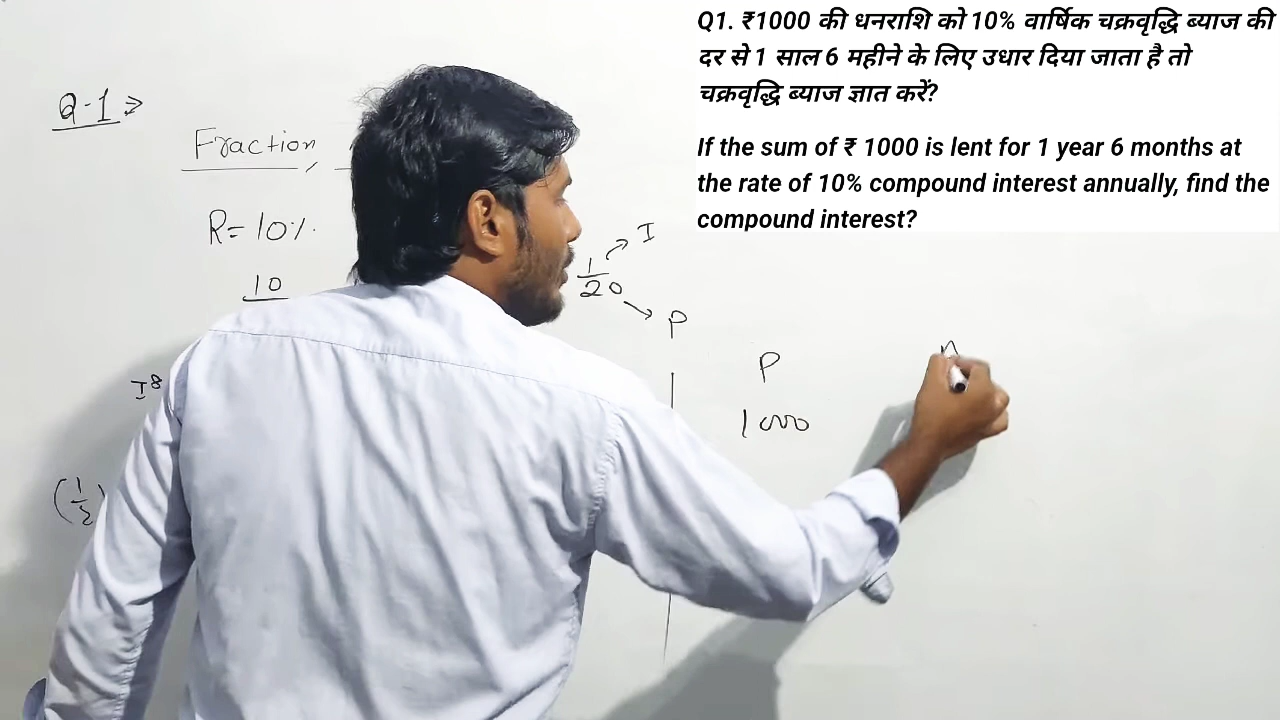 Q1. ₹1000 की धनराशि को 10% वार्षिक चक्रवृद्धि ब्याज की
दर से 1 साल 6 महीने के लिए उधार दिया जाता है तो
चक्रवृद्धि ब्याज ज्ञात करें?
If the sum of ₹ 1000 is lent for 1 year 6 months at
the rate of 10% compound interest annually, find the
compound interest?
Q-1 ⇒
Fraction
R = 10%.
10
1/20
I
P
P
1000
(1/2)